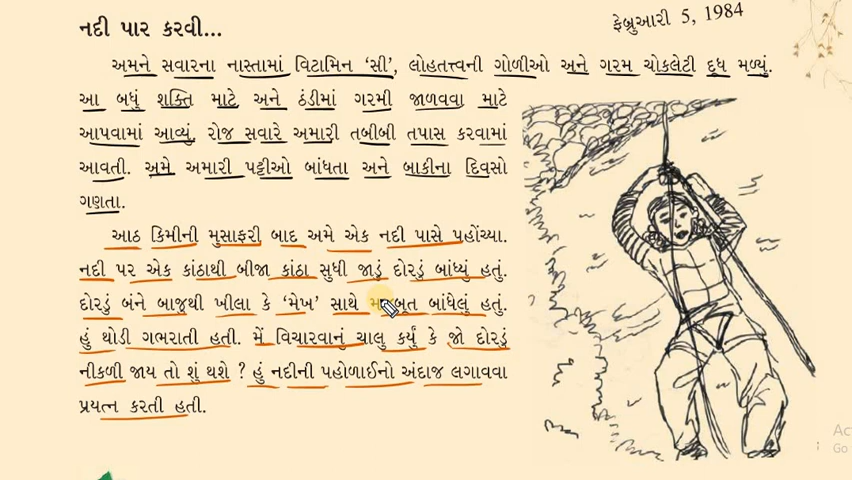 ફેબ્રુઆરી 5, 1984
નદી પાર કરવી...
અમને સવારના નાસ્તામાં વિટામિન ‘સી’, લોહતત્ત્વની ગોળીઓ અને ગરમ ચોકલેટી દૂધ મળ્યું.
આ બધું શક્તિ માટે અને ઠંડીમાં ગરમી જાળવવા માટે
આપવામાં આવ્યું. રોજ સવારે અમારી તબીબી તપાસ કરવામાં
આવતી. અમે અમારી પટ્ટીઓ બાંધતા અને બાકીના દિવસો
ગણતા.
આઠ કિમીની મુસાફરી બાદ અમે એક નદી પાસે પહોંચ્યા.
નદી પર એક કાંઠાથી બીજા કાંઠા સુધી જાડું દોરડું બાંધ્યું હતું.
દોરડું બંને બાજુથી ખીલા કે ‘મેખ’ સાથે મજબૂત બાંધેલું હતું.
હું થોડી ગભરાતી હતી. મેં વિચારવાનું ચાલુ કર્યું કે જો દોરડું
નીકળી જાય તો શું થશે ? હું નદીની પહોળાઈનો અંદાજ લગાવવા
પ્રયત્ન કરતી હતી.
Go